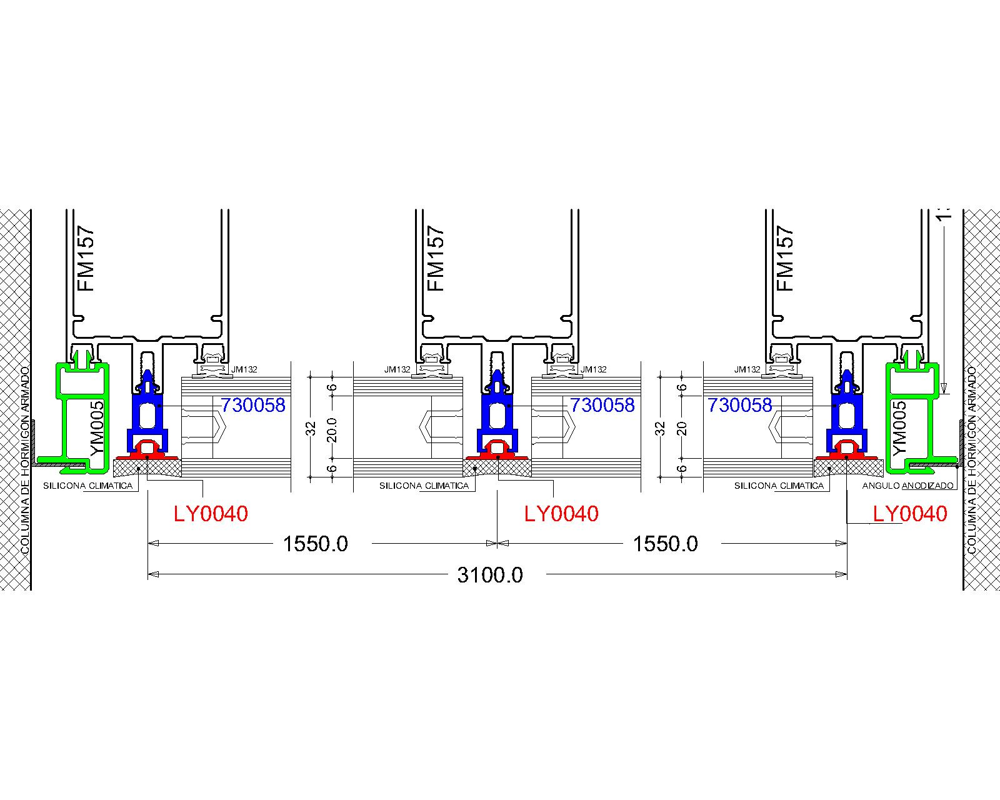 FM157
FM157
FM157
JM132
JM132
JM132
JM132
COLUMNA DE HORMIGON ARMADO
YM005
730058
32
6
20.0
6
730058
32
6
20
6
730058
YM005
COLUMNA DE HORMIGON ARMADO
SILICONA CLIMATICA
SILICONA CLIMATICA
SILICONA CLIMATICA
ANGULO ANODIZADO
LY0040
LY0040
LY0040
1550.0
1550.0
3100.0